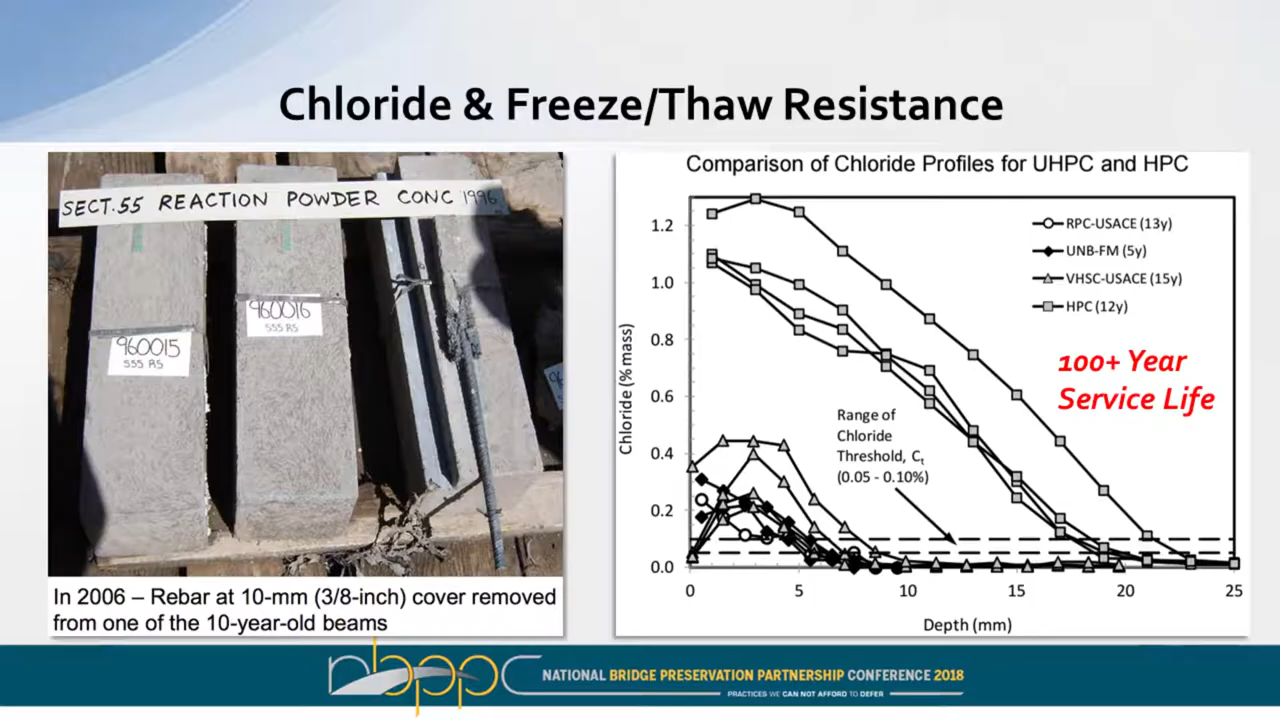 Chloride & Freeze/Thaw Resistance
SECT.55 REACTION POWDER CONC 1996
960015
SSS RS
960016
SSS RS
In 2006 – Rebar at 10-mm (3/8-inch) cover removed
from one of the 10-year-old beams
Comparison of Chloride Profiles for UHPC and HPC
Chloride (% mass)
1.2
1.0
0.8
0.6
0.4
0.2
0.0
0 5 10 15 20 25
Depth (mm)
RPC-USACE (13y)
UNB-FM (5y)
VHSC-USACE (15y)
HPC (12y)
100+ Year
Service Life
Range of
Chloride
Threshold, Ct
(0.05 - 0.10%)
nbppc
NATIONAL BRIDGE PRESERVATION PARTNERSHIP CONFERENCE 2018
PRACTICES WE CAN NOT AFFORD TO DEFER